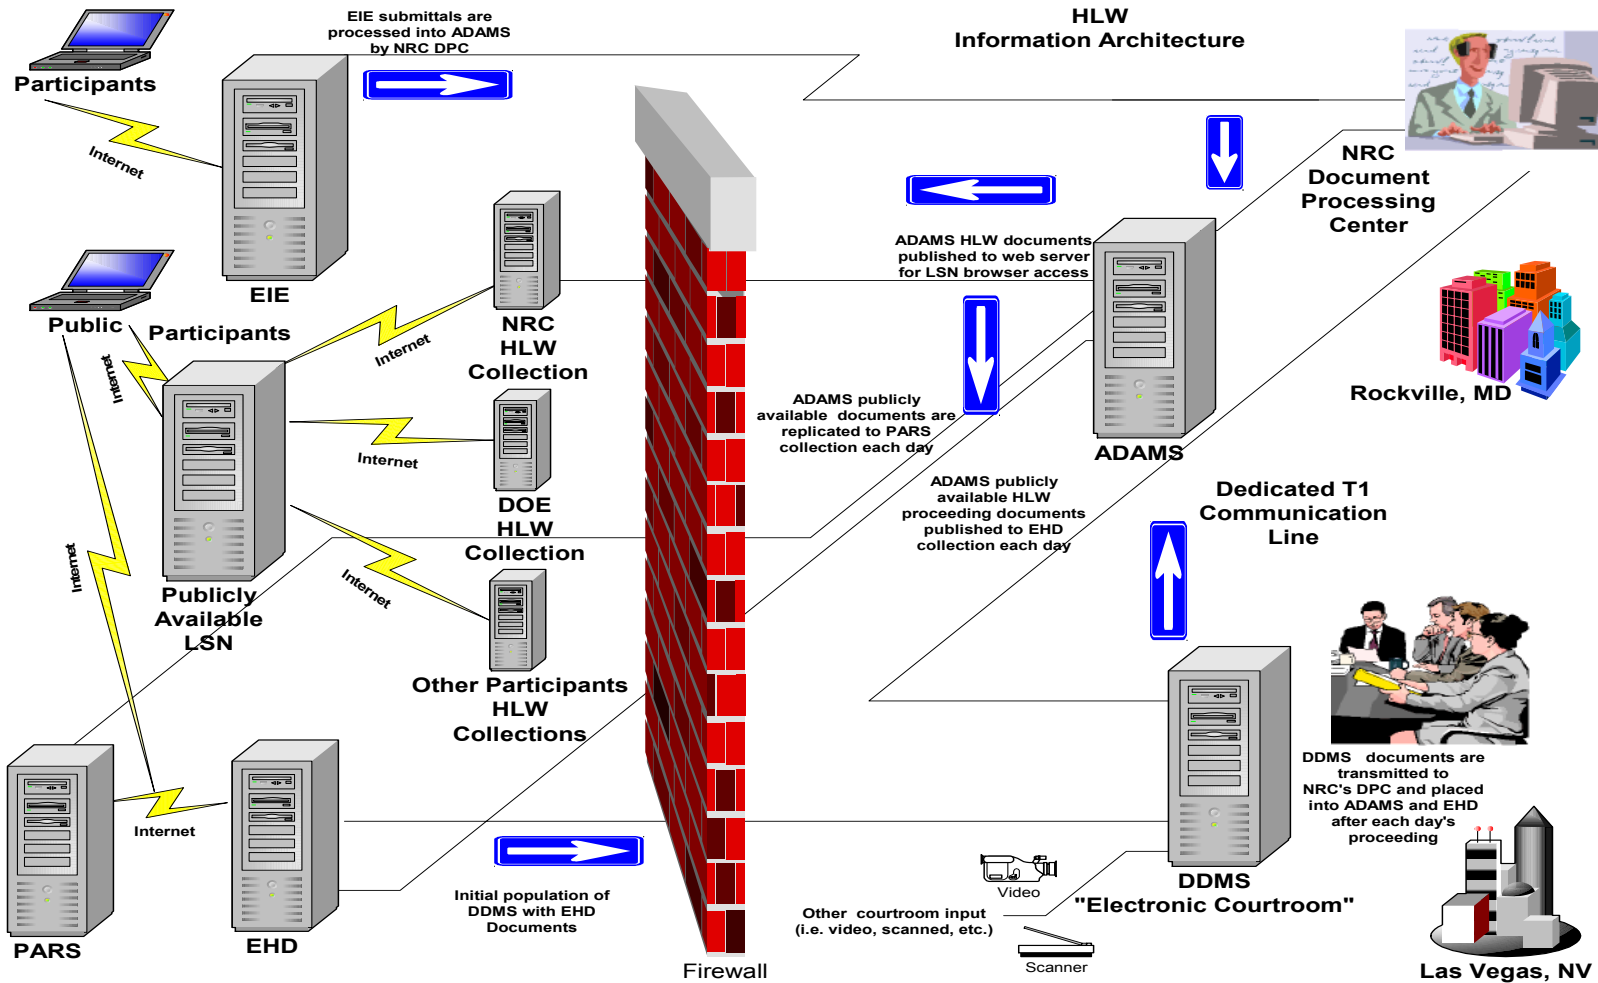 EIE submittals are
processed into ADAMS
by NRC DPC
HLW
Information Architecture
Participants
Internet
EIE
NRC
Document
Processing
Center
ADAMS HLW documents
published to web server
for LSN browser access
Public
Participants
Internet
Internet
NRC
HLW
Collection
Rockville, MD
ADAMS publicly
available documents are
replicated to PARS
collection each day
ADAMS
Internet
DOE
HLW
Collection
ADAMS publicly
available HLW
proceeding documents
published to EHD
collection each day
Dedicated T1
Communication
Line
Internet
Internet
Publicly
Available
LSN
Other Participants
HLW
Collections
DDMS documents are
transmitted to
NRC's DPC and placed
into ADAMS and EHD
after each day's
proceeding
Internet
Initial population of
DDMS with EHD
Documents
Video
Other courtroom input
(i.e. video, scanned, etc.)
Scanner
DDMS
"Electronic Courtroom"
PARS
EHD
Firewall
Las Vegas, NV